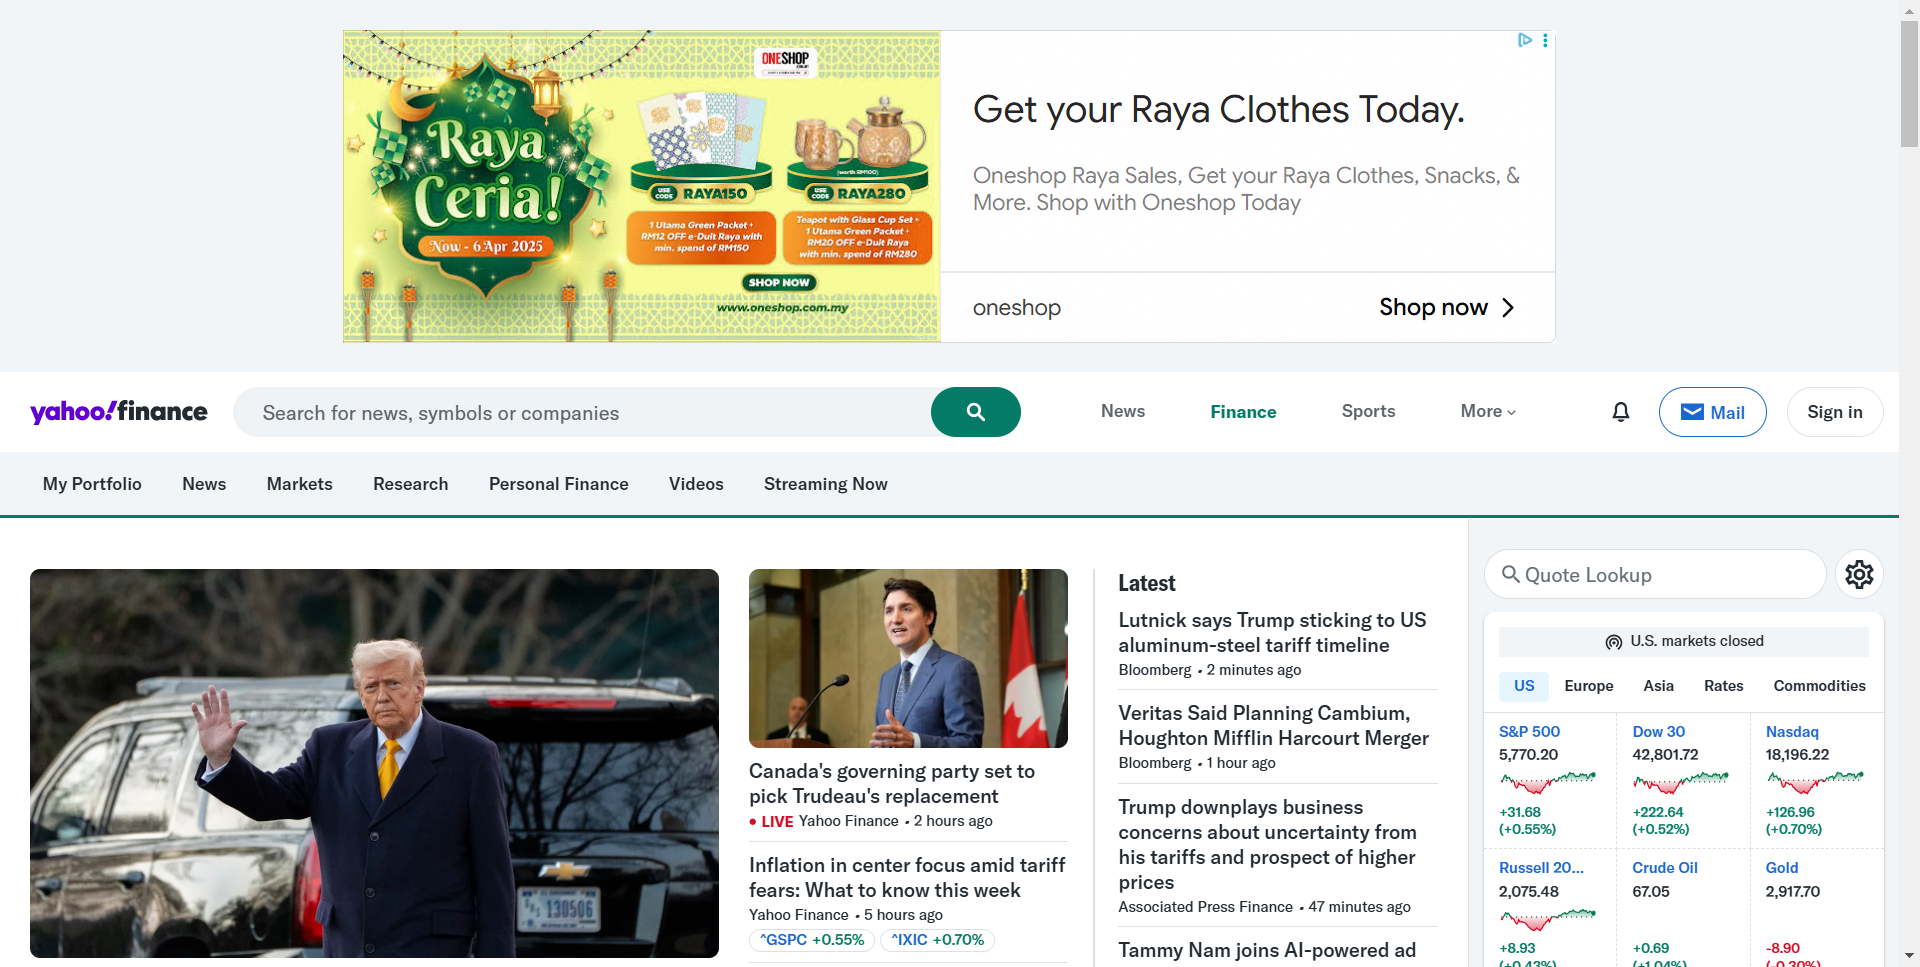 ONESHOP
Raya
Ceria!
Now - 6 Apr 2025
(worth RM100)
USE CODE RAYA150
USE CODE RAYA280
1 Utama Green Packet +
RM12 OFF e-Duit Raya with
min. spend of RM150
Teapot with Glass Cup Set +
1 Utama Green Packet +
RM20 OFF e-Duit Raya
with min. spend of RM280
SHOP NOW
www.oneshop.com.my
Get your Raya Clothes Today.
Oneshop Raya Sales, Get your Raya Clothes, Snacks, &
More. Shop with Oneshop Today
oneshop
Shop now
yahoo!finance
Search for news, symbols or companies
News
Finance
Sports
More
Mail
Sign in
My Portfolio
News
Markets
Research
Personal Finance
Videos
Streaming Now
130506
Canada's governing party set to
pick Trudeau's replacement
LIVE Yahoo Finance • 2 hours ago
Inflation in center focus amid tariff
fears: What to know this week
Yahoo Finance • 5 hours ago
^GSPC +0.55%
^IXIC +0.70%
Latest
Lutnick says Trump sticking to US
aluminum-steel tariff timeline
Bloomberg • 2 minutes ago
Veritas Said Planning Cambium,
Houghton Mifflin Harcourt Merger
Bloomberg • 1 hour ago
Trump downplays business
concerns about uncertainty from
his tariffs and prospect of higher
prices
Associated Press Finance • 47 minutes ago
Tammy Nam joins AI-powered ad
Quote Lookup
U.S. markets closed
US
Europe
Asia
Rates
Commodities
S&P 500
5,770.20
+31.68
(+0.55%)
Dow 30
42,801.72
+222.64
(+0.52%)
Nasdaq
18,196.22
+126.96
(+0.70%)
Russell 20...
2,075.48
+8.93
(+0.43%)
Crude Oil
67.05
+0.69
(+1.04%)
Gold
2,917.70
-8.90
(-0.30%)